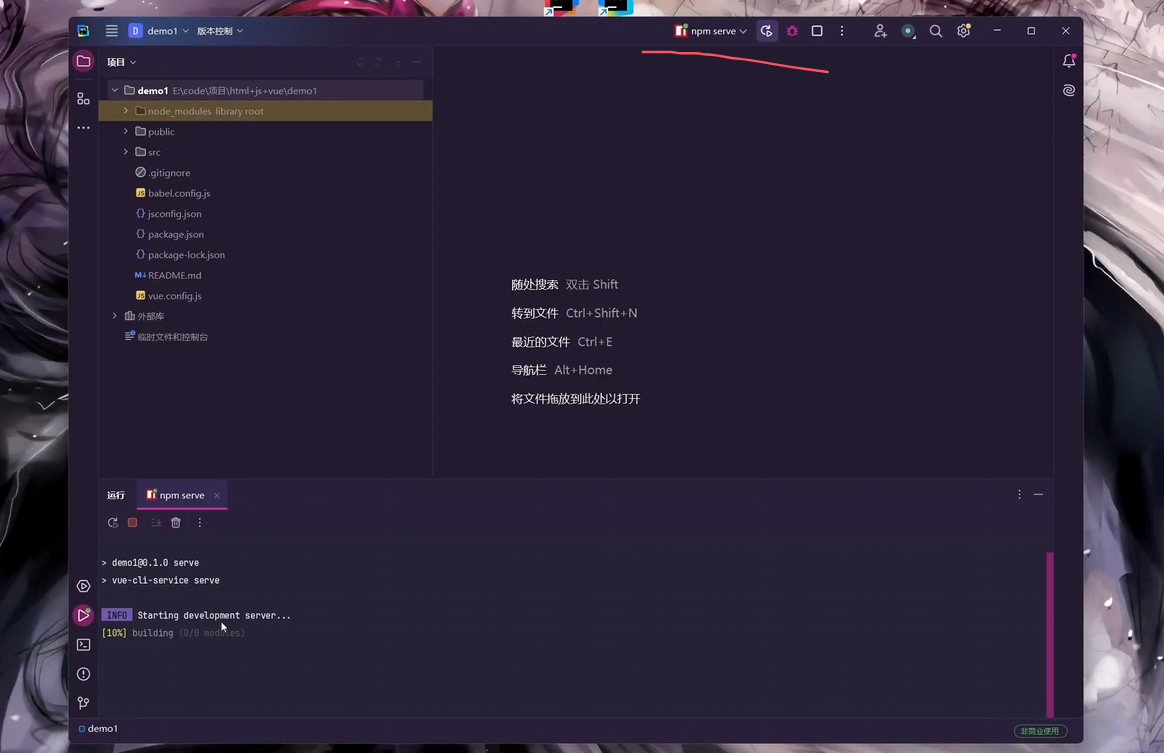 D demo1 版本控制 npm serve
项目
demo1 E:\code\项目\html+js+vue\demo1
node_modules library root
public
src
.gitignore
JS babel.config.js
{} jsconfig.json
{} package.json
{} package-lock.json
M↓ README.md
JS vue.config.js
外部库
临时文件和控制台
随处搜索 双击 Shift
转到文件 Ctrl+Shift+N
最近的文件 Ctrl+E
导航栏 Alt+Home
将文件拖放到此处以打开
运行 npm serve
> demo1@0.1.0 serve
> vue-cli-service serve
INFO Starting development server...
[10%] building (0/0 modules)
demo1
非商业使用